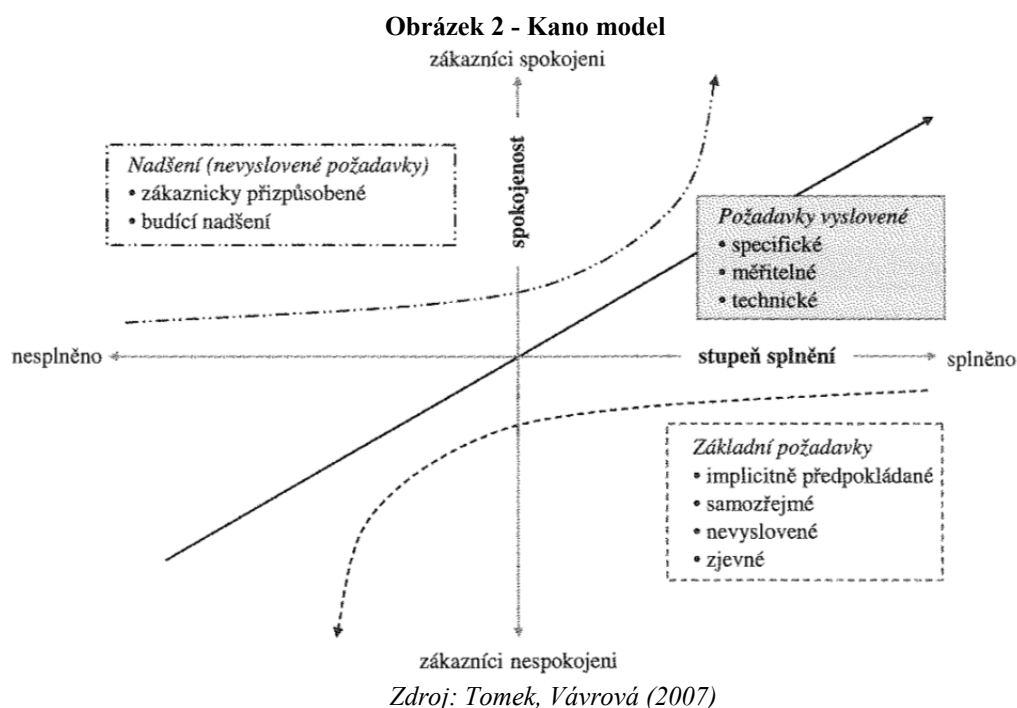 Obrázek 2 - Kano model
zákazníci spokojeni
spokojenost
Nadšení (nevyslovené požadavky)
• zákaznicky přizpůsobené
• budící nadšení
Požadavky vyslovené
• specifické
• měřitelné
• technické
nesplněno
stupeň splnění
splněno
Základní požadavky
• implicitně předpokládané
• samozřejmé
• nevyslovené
• zjevné
zákazníci nespokojeni
Zdroj: Tomek, Vávrová (2007)